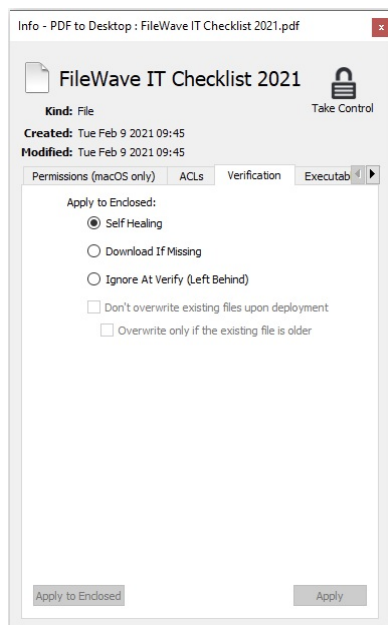 Info - PDF to Desktop : FileWave IT Checklist 2021.pdf
x
FileWave IT Checklist 2021
Take Control
Kind: File
Created: Tue Feb 9 2021 09:45
Modified: Tue Feb 9 2021 09:45
Permissions (macOS only) ACLs Verification Executab
Apply to Enclosed:
Self Healing
Download If Missing
Ignore At Verify (Left Behind)
Don't overwrite existing files upon deployment
Overwrite only if the existing file is older
Apply to Enclosed Apply